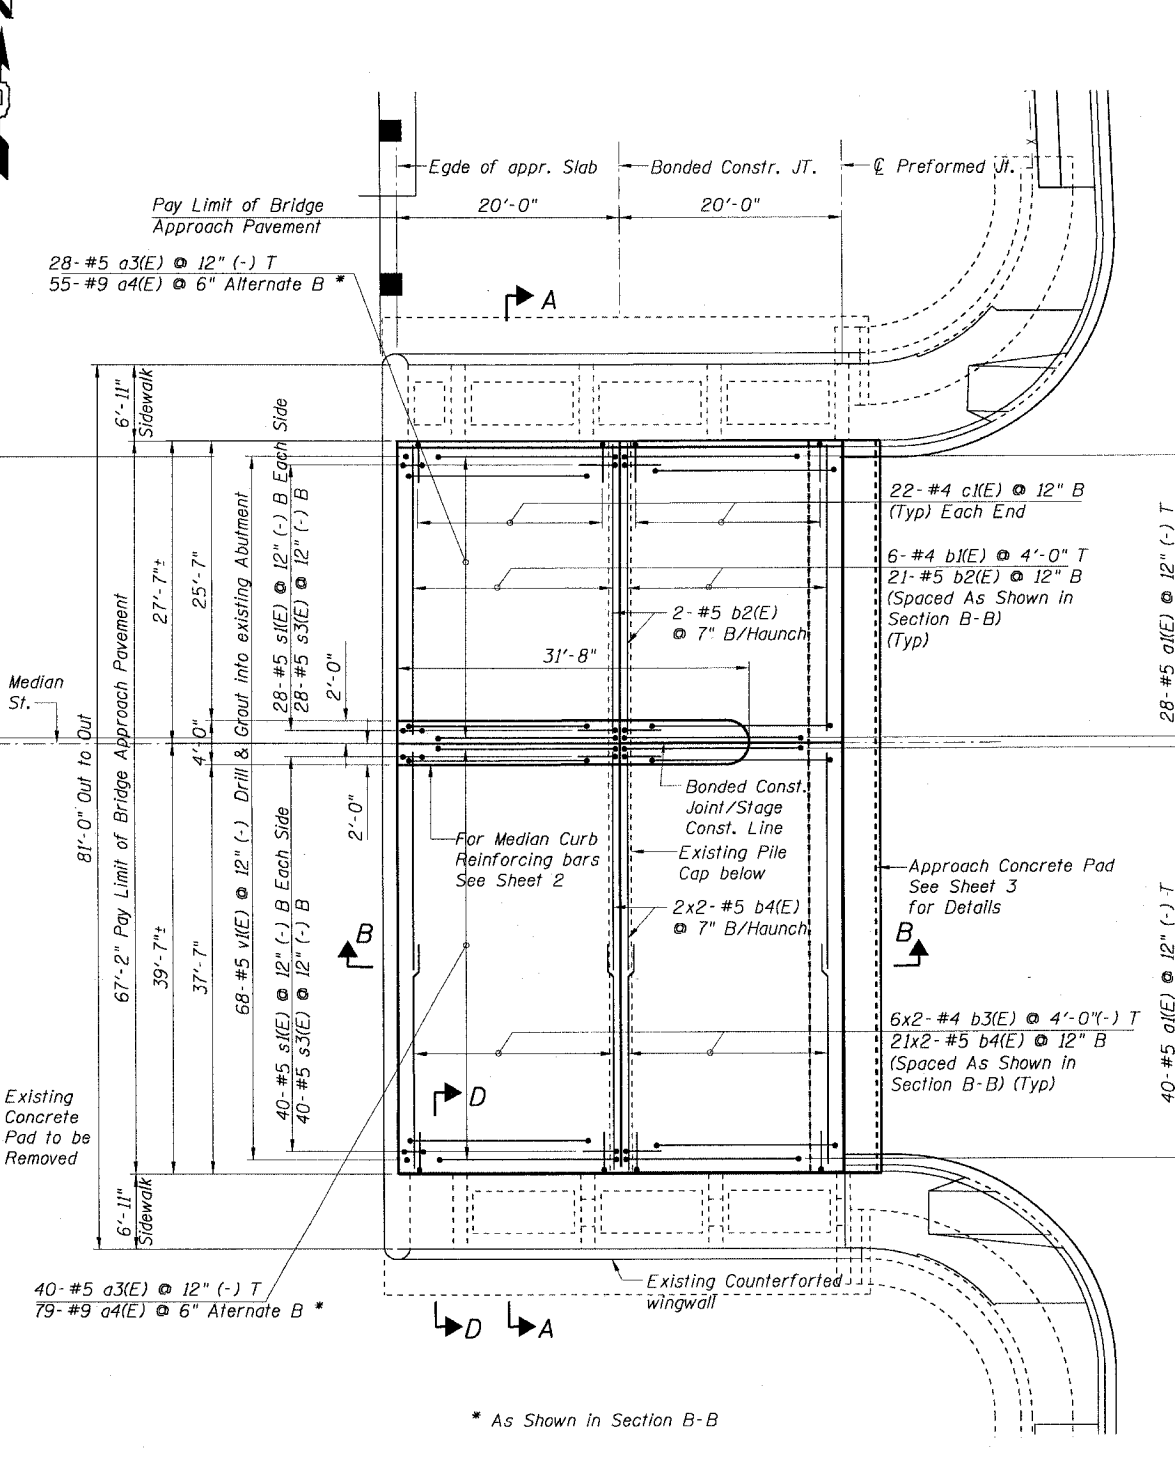 Egde of appr. Slab
Bonded Constr. JT.
℄ Preformed Jt.
Pay Limit of Bridge
Approach Pavement
20'-0"
20'-0"
28-#5 a3(E) @ 12" (-) T
55-#9 a4(E) @ 6" Alternate B *
A
6'-11"
Sidewalk
22-#4 c1(E) @ 12" B
(Typ) Each End
6-#4 b1(E) @ 4'-0" T
21-#5 b2(E) @ 12" B
(Spaced As Shown in
Section B-B)
(Typ)
2-#5 b2(E)
@ 7" B/Haunch
31'-8"
81'-0" Out to Out
67'-2" Pay Limit of Bridge Approach Pavement
27'-7"±
25'-7"
68-#5 v1(E) @ 12" (-) Drill & Grout into existing Abutment
28-#5 s1(E) @ 12" (-) B Each Side
28-#5 s3(E) @ 12" (-) B
2'-0"
28-#5 a1(E) @ 12" (-) T
Median
St.
4'-0"
2'-0"
Bonded Const.
Joint/Stage
Const. Line
For Median Curb
Reinforcing bars
See Sheet 2
Existing Pile
Cap below
Approach Concrete Pad
See Sheet 3
for Details
2x2-#5 b4(E)
@ 7" B/Haunch
B
B
39'-7"±
37'-7"
40-#5 s1(E) @ 12" (-) B Each Side
40-#5 s3(E) @ 12" (-) B
40-#5 a1(E) @ 12" (-) T
6x2-#4 b3(E) @ 4'-0"(-) T
21x2-#5 b4(E) @ 12" B
(Spaced As Shown in
Section B-B) (Typ)
D
Existing
Concrete
Pad to be
Removed
6'-11"
Sidewalk
40-#5 a3(E) @ 12" (-) T
79-#9 a4(E) @ 6" Aternate B *
Existing Counterforted
wingwall
D
A
* As Shown in Section B-B